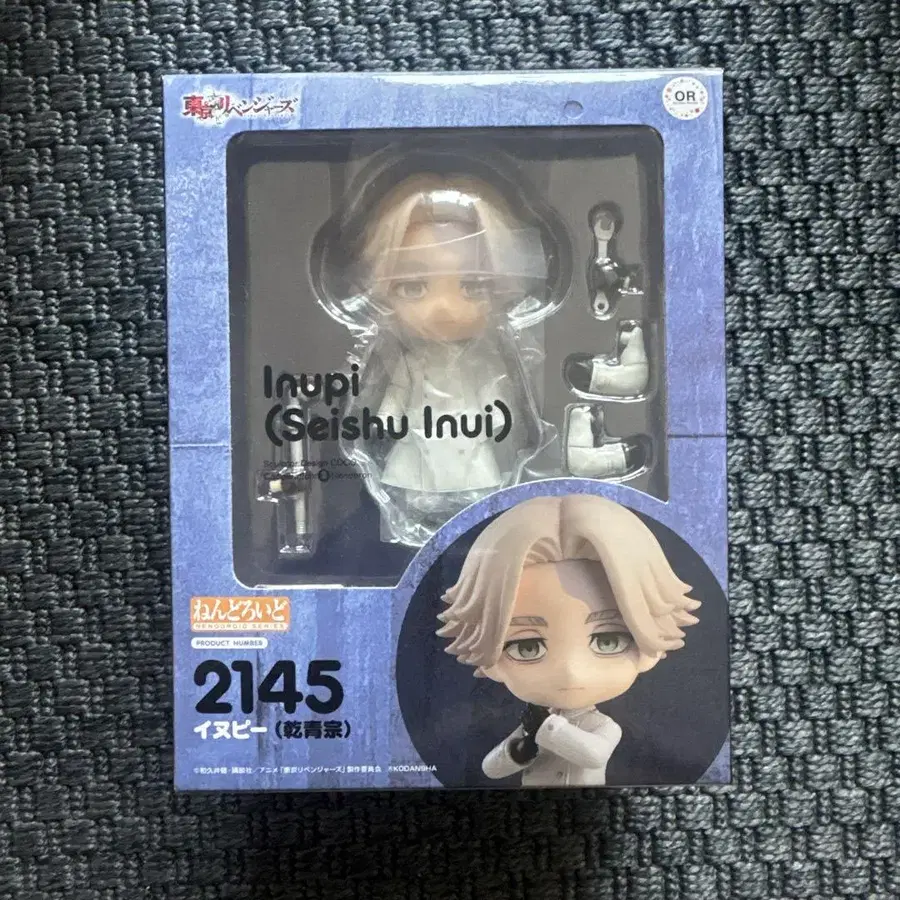 東京リベンジャーズ
OR
Inupi
(Seishu Inui)
ねんどろいど
NENDOROID SERIES
PRODUCT NUMBER
2145
イヌピー（乾青宗）
©和久井健・講談社／アニメ「東京リベンジャーズ」製作委員会 ®KODANSHA